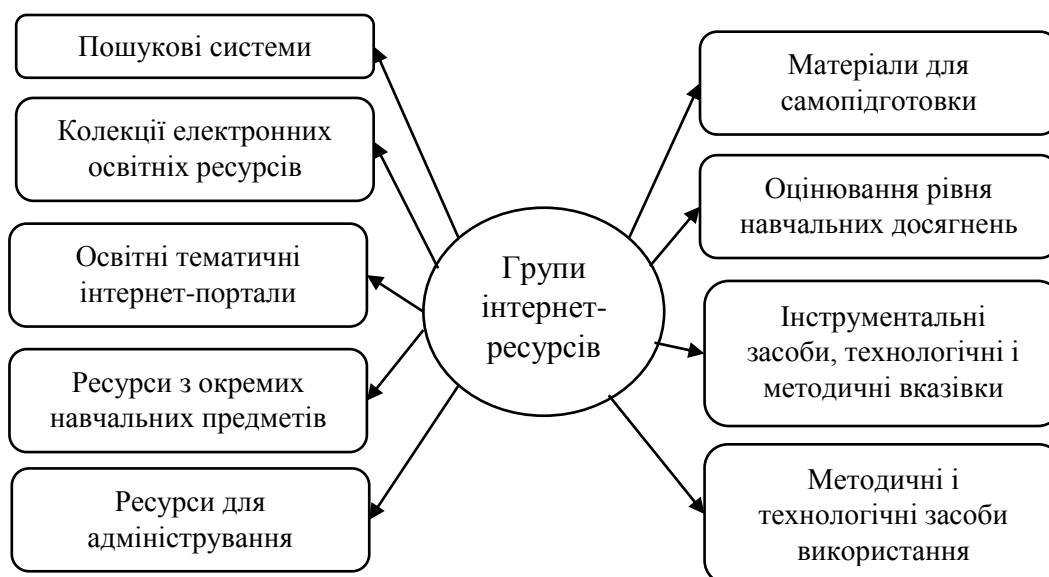 Пошукові системи
Колекції електронних
освітніх ресурсів
Освітні тематичні
інтернет-портали
Ресурси з окремих
навчальних предметів
Ресурси для
адміністрування
Групи
інтернет-
ресурсів
Матеріали для
самопідготовки
Оцінювання рівня
навчальних досягнень
Інструментальні
засоби, технологічні і
методичні вказівки
Методичні і
технологічні засоби
використання